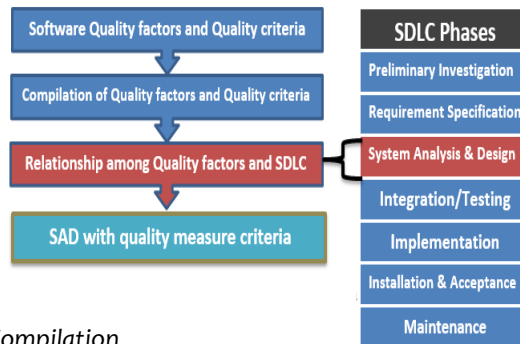 Software Quality factors and Quality criteria
Compilation of Quality factors and Quality criteria
Relationship among Quality factors and SDLC
SAD with quality measure criteria
SDLC Phases
Preliminary Investigation
Requirement Specification
System Analysis & Design
Integration/Testing
Implementation
Installation & Acceptance
Maintenance
Compilation